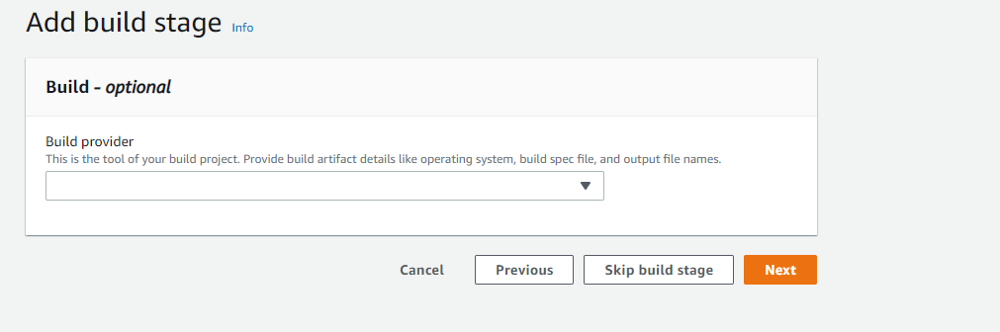 Add build stage Info
Build - optional
Build provider
This is the tool of your build project. Provide build artifact details like operating system, build spec file, and output file names.
Cancel Previous Skip build stage Next